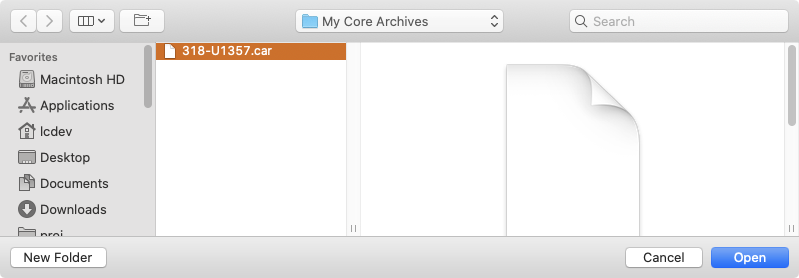 My Core Archives
Search
Favorites
Macintosh HD
Applications
lcdev
Desktop
Documents
Downloads
318-U1357.car
New Folder
Cancel
Open